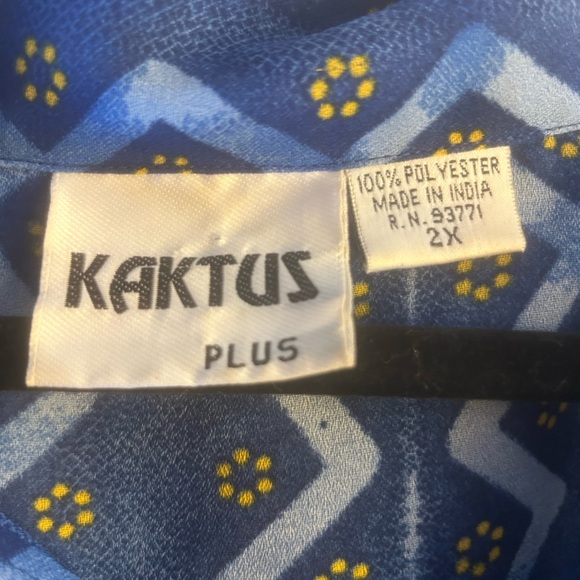 KAKTUS
PLUS
100% POLYESTER
MADE IN INDIA
R.N. 93771
2X